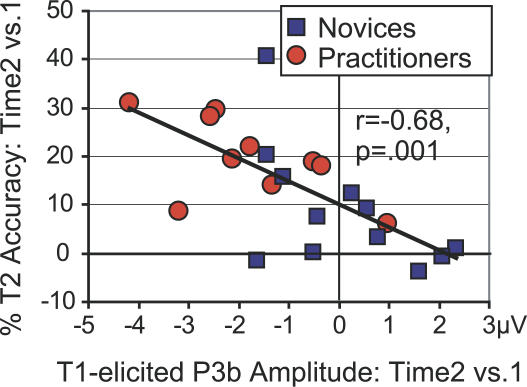 % T2 Accuracy: Time2 vs.1
50
40
30
20
10
0
-10
Novices
Practitioners
r=-0.68,
p=.001
-5 -4 -3 -2 -1 0 1 2 3μV
T1-elicited P3b Amplitude: Time2 vs.1